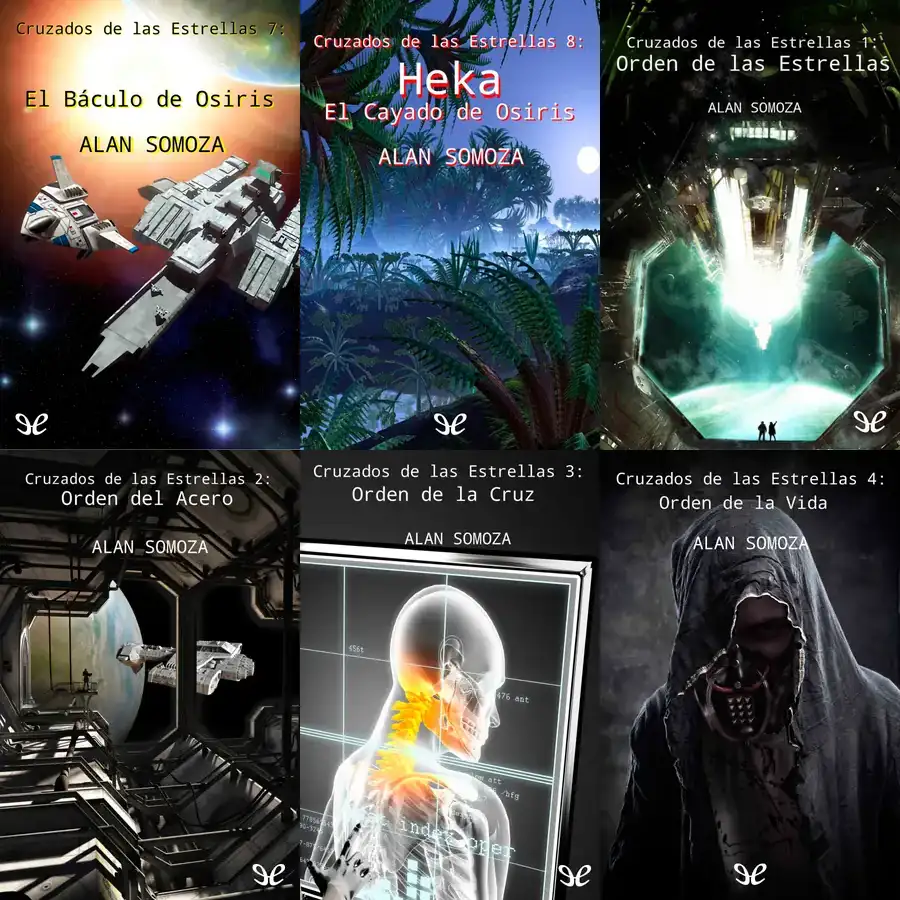 Cruzados de las Estrellas 7:
El Báculo de Osiris
ALAN SOMOZA
Cruzados de las Estrellas 8:
Heka
El Cayado de Osiris
ALAN SOMOZA
Cruzados de las Estrellas 1:
Orden de las Estrellas
ALAN SOMOZA
Cruzados de las Estrellas 2:
Orden del Acero
ALAN SOMOZA
Cruzados de las Estrellas 3:
Orden de la Cruz
ALAN SOMOZA
456t
476 ant
Cruzados de las Estrellas 4:
Orden de la Vida
ALAN SOMOZA